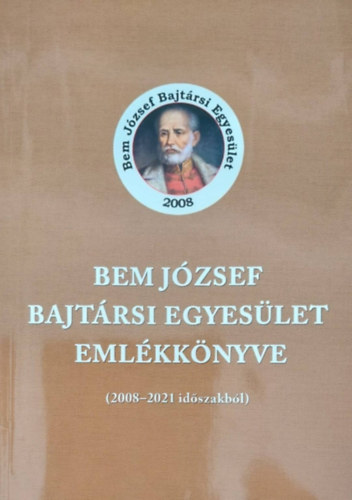 Bem József Bajtársi Egyesület
2008
BEM JÓZSEF
BAJTÁRSI EGYESÜLET
EMLÉKKÖNYVE
(2008–2021 időszakból)